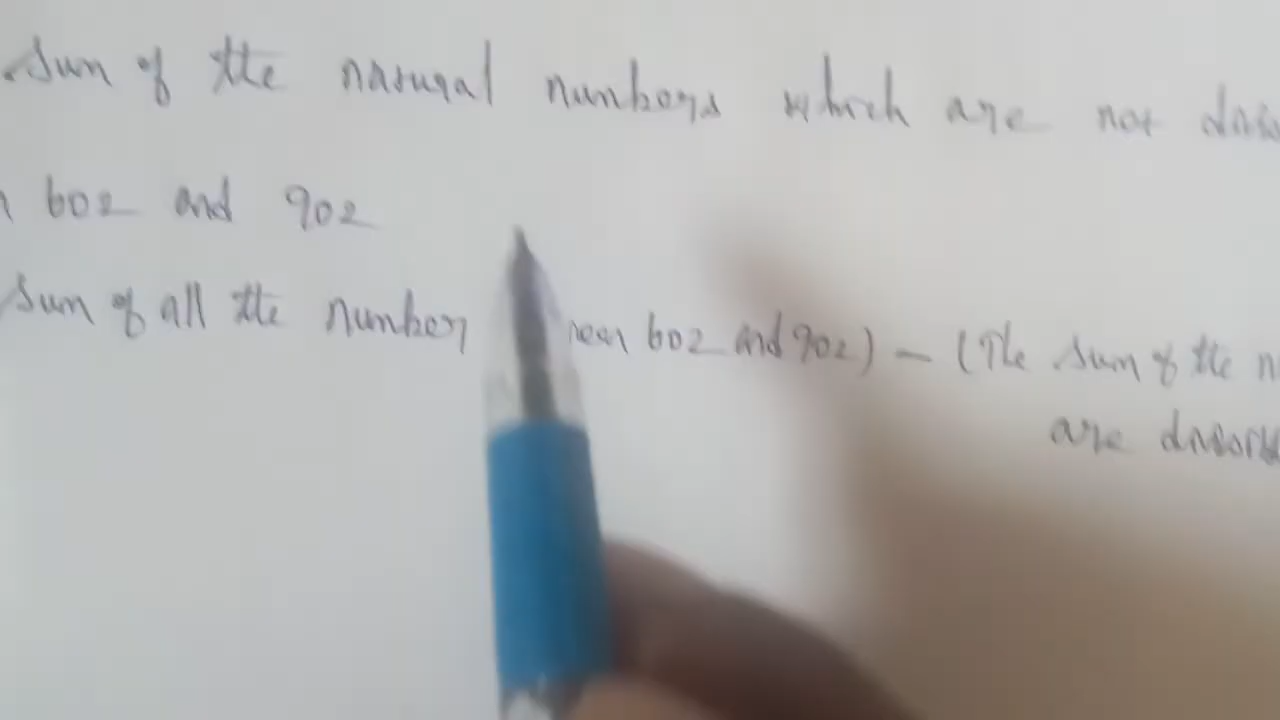 Sum of the natural numbers which are not
602 and 902
Sum of all the number 602 and 902) - (The sum of the
are